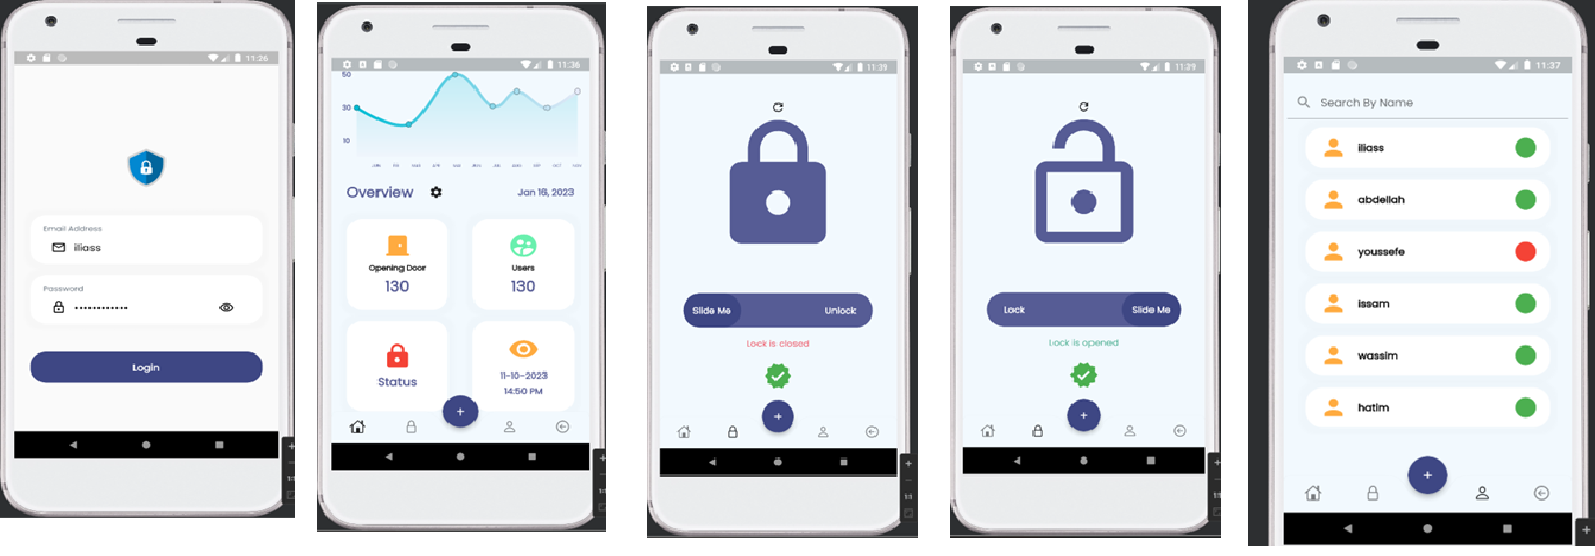 11:26
Email Address
iliass
Password
Login
11:36
50
30
10
Overview
Jan 16, 2023
Opening Door
130
Users
130
Status
11-10-2023
14:50 PM
+
11:39
Slide Me
Unlock
Lock is closed
+
11:39
Lock
Slide Me
Lock is opened
+
11:37
Search By Name
iliass
abdellah
youssefe
issam
wassim
hatim
+